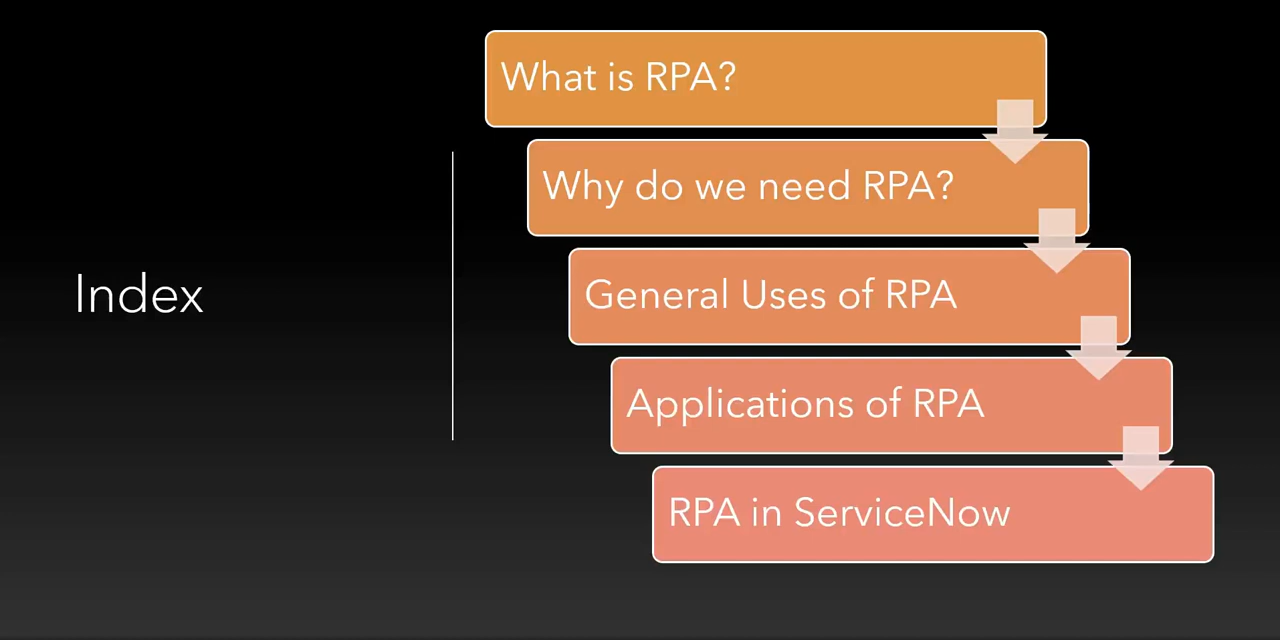 Index
What is RPA?
Why do we need RPA?
General Uses of RPA
Applications of RPA
RPA in ServiceNow